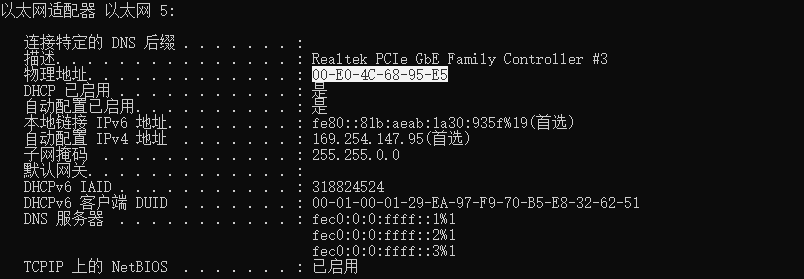 以太网适配器 以太网 5:
连接特定的 DNS 后缀 . . . . . . . :
描述. . . . . . . . . . . . . . . : Realtek PCIe GbE Family Controller #3
物理地址. . . . . . . . . . . . . : 00-E0-4C-68-95-E5
DHCP 已启用 . . . . . . . . . . . : 是
自动配置已启用. . . . . . . . . . : 是
本地链接 IPv6 地址. . . . . . . . : fe80::81b:aeab:1a30:935f%19(首选)
自动配置 IPv4 地址 . . . . . . . : 169.254.147.95(首选)
子网掩码 . . . . . . . . . . . . : 255.255.0.0
默认网关. . . . . . . . . . . . . :
DHCPv6 IAID . . . . . . . . . . . : 318824524
DHCPv6 客户端 DUID . . . . . . . : 00-01-00-01-29-EA-97-F9-70-B5-E8-32-62-51
DNS 服务器 . . . . . . . . . . . : fec0:0:0:ffff::1%1
fec0:0:0:ffff::2%1
fec0:0:0:ffff::3%1
TCPIP 上的 NetBIOS . . . . . . . : 已启用